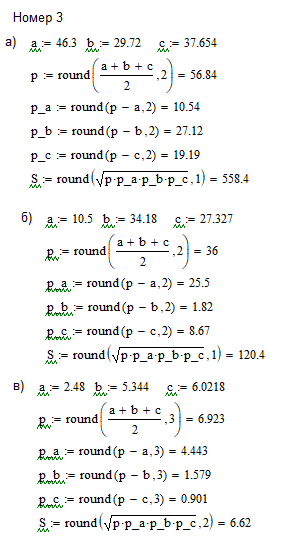 Номер 3
а) a := 46.3 b := 29.72 c := 37.654
p := round((a + b + c)/2, 2) = 56.84
p_a := round(p − a, 2) = 10.54
p_b := round(p − b, 2) = 27.12
p_c := round(p − c, 2) = 19.19
S := round(√(p·p_a·p_b·p_c), 1) = 558.4
б) a := 10.5 b := 34.18 c := 27.327
p := round((a + b + c)/2, 2) = 36
p_a := round(p − a, 2) = 25.5
p_b := round(p − b, 2) = 1.82
p_c := round(p − c, 2) = 8.67
S := round(√(p·p_a·p_b·p_c), 1) = 120.4
в) a := 2.48 b := 5.344 c := 6.0218
p := round((a + b + c)/2, 3) = 6.923
p_a := round(p − a, 3) = 4.443
p_b := round(p − b, 3) = 1.579
p_c := round(p − c, 3) = 0.901
S := round(√(p·p_a·p_b·p_c), 2) = 6.62